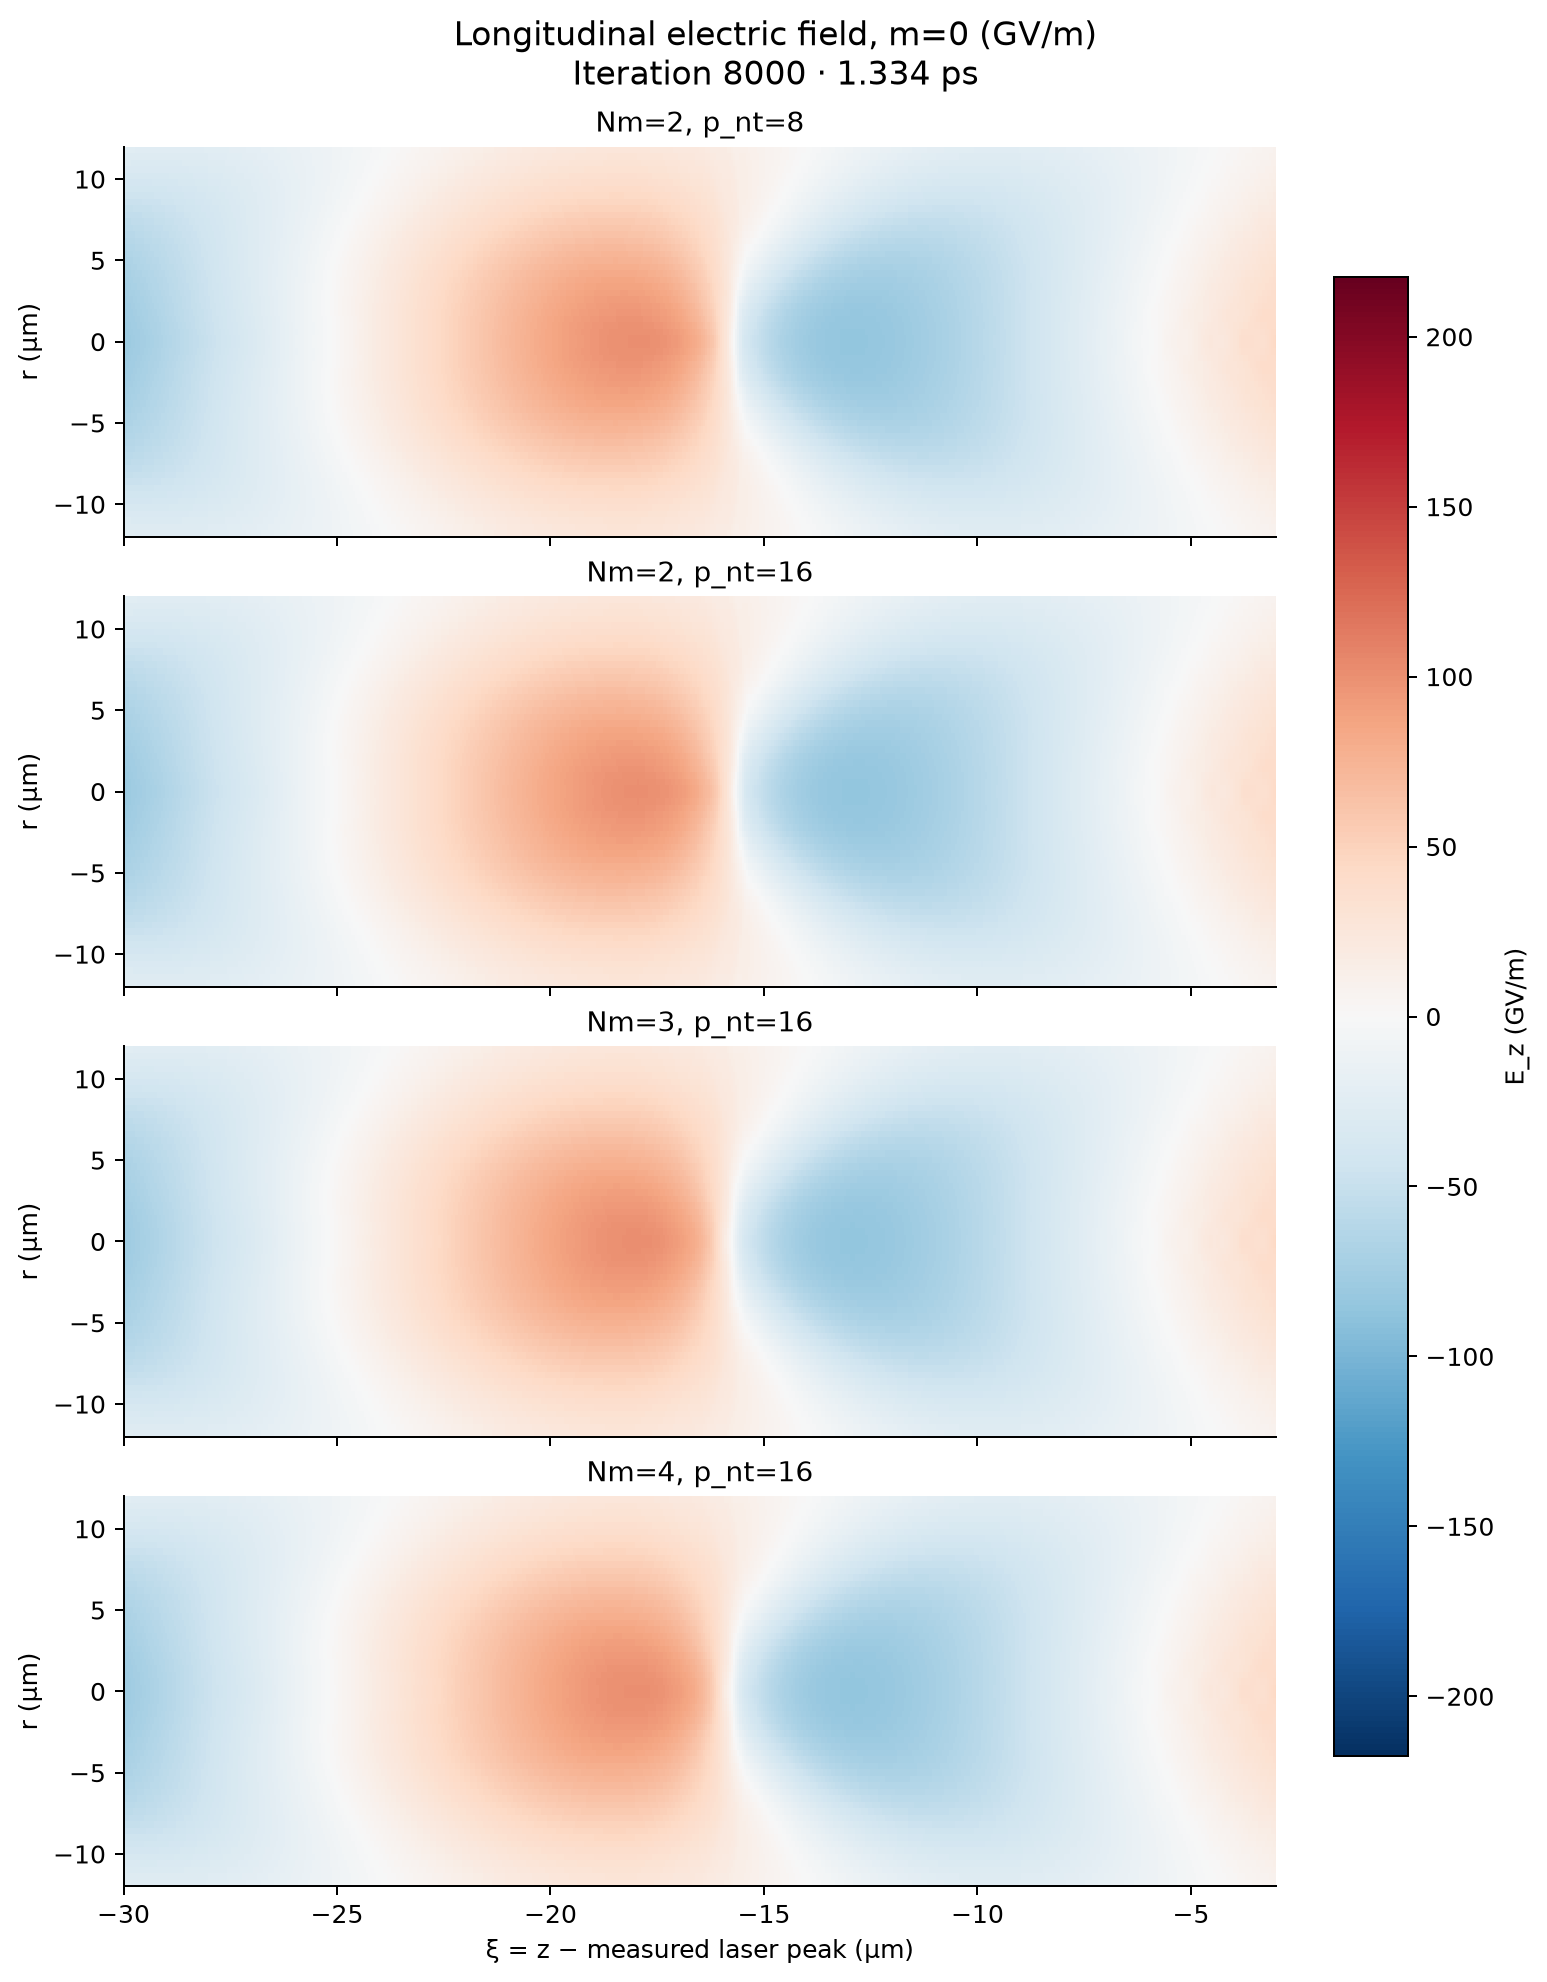 Longitudinal electric field, m=0 (GV/m)
Iteration 8000 · 1.334 ps
Nm=2, p_nt=8
10
5
0
−5
−10
r (μm)
Nm=2, p_nt=16
10
5
0
−5
−10
r (μm)
Nm=3, p_nt=16
10
5
0
−5
−10
r (μm)
Nm=4, p_nt=16
10
5
0
−5
−10
r (μm)
−30 −25 −20 −15 −10 −5
ξ = z − measured laser peak (μm)
200
150
100
50
0
−50
−100
−150
−200
E_z (GV/m)